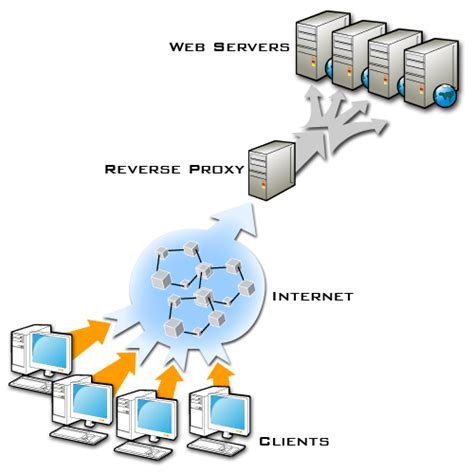 Web Servers
Reverse Proxy
Internet
Clients